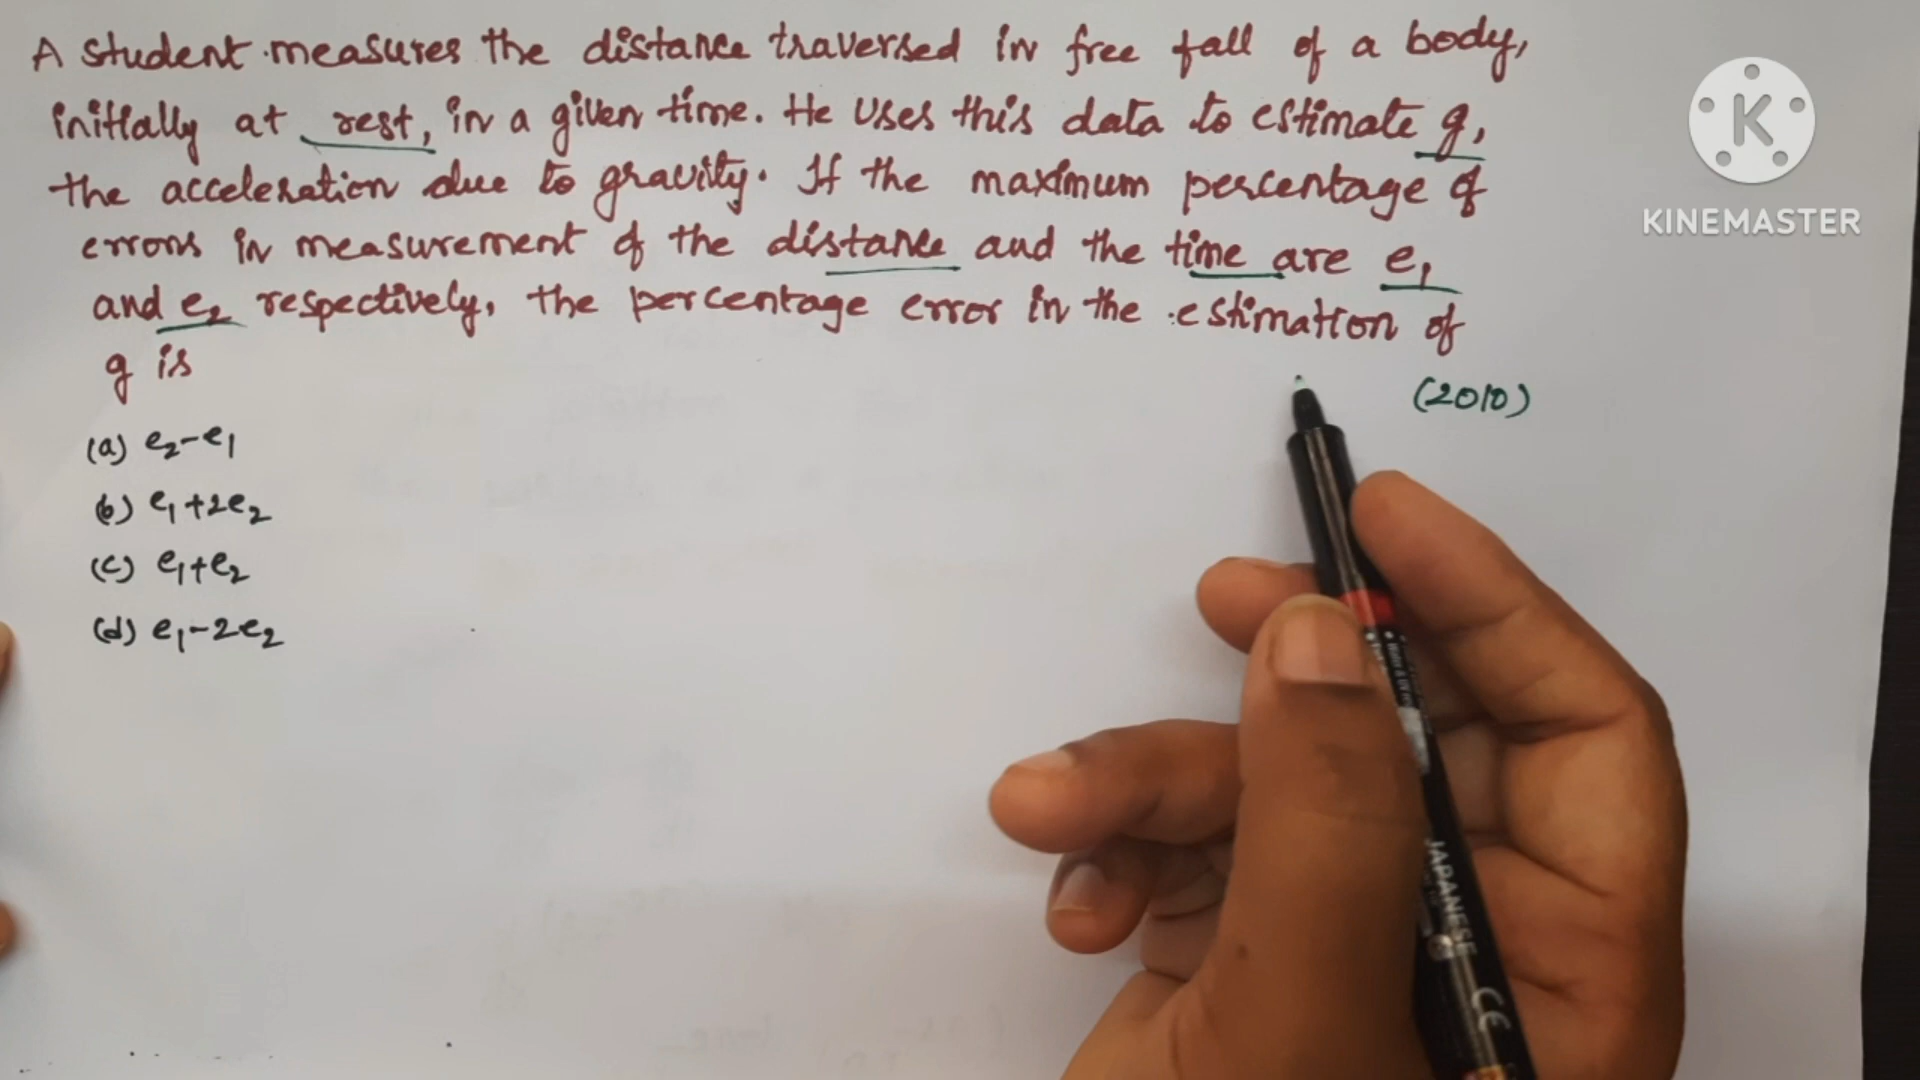 A student measures the distance traversed in free fall of a body,
initially at rest, in a given time. He uses this data to estimate g,
K
KINEMASTER
the acceleration due to gravity. If the maximum percentage of
errors in measurement of the distance and the time are e₁
and e₂ respectively, the percentage error in the estimation of
g is
(2010)
(a) e₂-e₁
(b) e₁+2e₂
(c) e₁+e₂
(d) e₁-2e₂
JAPANESE
CE